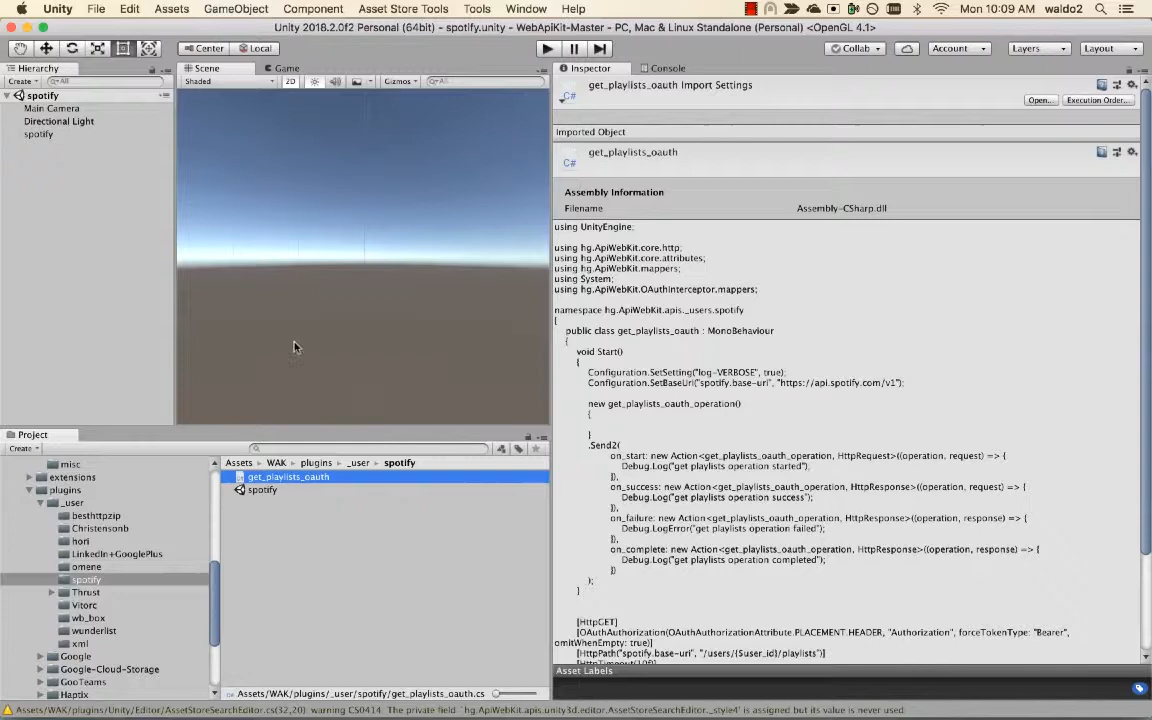 Unity File Edit Assets GameObject Component Asset Store Tools Tools Window Help Mon 10:09 AM waldo2
Unity 2018.2.0f2 Personal (64bit) - spotify.unity - WebApiKit-Master - PC, Mac & Linux Standalone (Personal) <OpenGL 4.1>
Center Local Collab Account Layers Layout
Hierarchy
Create All
spotify
Main Camera
Directional Light
spotify
Scene Game
Shaded 2D Gizmos All
Inspector Console
get_playlists_oauth Import Settings
Open... Execution Order...
Imported Object
get_playlists_oauth
Assembly Information
Filename Assembly-CSharp.dll
using UnityEngine;
using hg.ApiWebKit.core.http;
using hg.ApiWebKit.core.attributes;
using hg.ApiWebKit.mappers;
using System;
using hg.ApiWebKit.OAuthInterceptor.mappers;
namespace hg.ApiWebKit.apis._users.spotify
{
public class get_playlists_oauth : MonoBehaviour
{
void Start()
{
Configuration.SetSetting("log-VERBOSE", true);
Configuration.SetBaseUri("spotify.base-uri", "https://api.spotify.com/v1");
new get_playlists_oauth_operation()
{
}
.Send2(
on_start: new Action<get_playlists_oauth_operation, HttpRequest>((operation, request) => {
Debug.Log("get playlists operation started");
}),
on_success: new Action<get_playlists_oauth_operation, HttpResponse>((operation, request) => {
Debug.Log("get playlists operation success");
}),
on_failure: new Action<get_playlists_oauth_operation, HttpResponse>((operation, response) => {
Debug.LogError("get playlists operation failed");
}),
on_complete: new Action<get_playlists_oauth_operation, HttpResponse>((operation, response) => {
Debug.Log("get playlists operation completed");
})
);
}
[HttpGET]
[OAuthAuthorization(OAuthAuthorizationAttribute.PLACEMENT.HEADER, "Authorization", forceTokenType: "Bearer",
omitWhenEmpty: true)]
[HttpPath("spotify.base-uri", "/users/{$user_id}/playlists")]
[HttpTimeout(10f)]
Asset Labels
Project
Create
misc
extensions
plugins
_user
besthttpzip
Christensonb
hori
LinkedIn+GooglePlus
omene
spotify
Thrust
Vitorc
wb_box
wunderlist
xml
Google
Google-Cloud-Storage
GooTeams
Haptix
Assets WAK plugins _user spotify
get_playlists_oauth
spotify
Assets/WAK/plugins/_user/spotify/get_playlists_oauth.cs
Assets/WAK/plugins/Unity/Editor/AssetStoreSearchEditor.cs(32,20): warning CS0414: The private field `hg.ApiWebKit.apis.unity3d.editor.AssetStoreSearchEditor._style4' is assigned but its value is never used